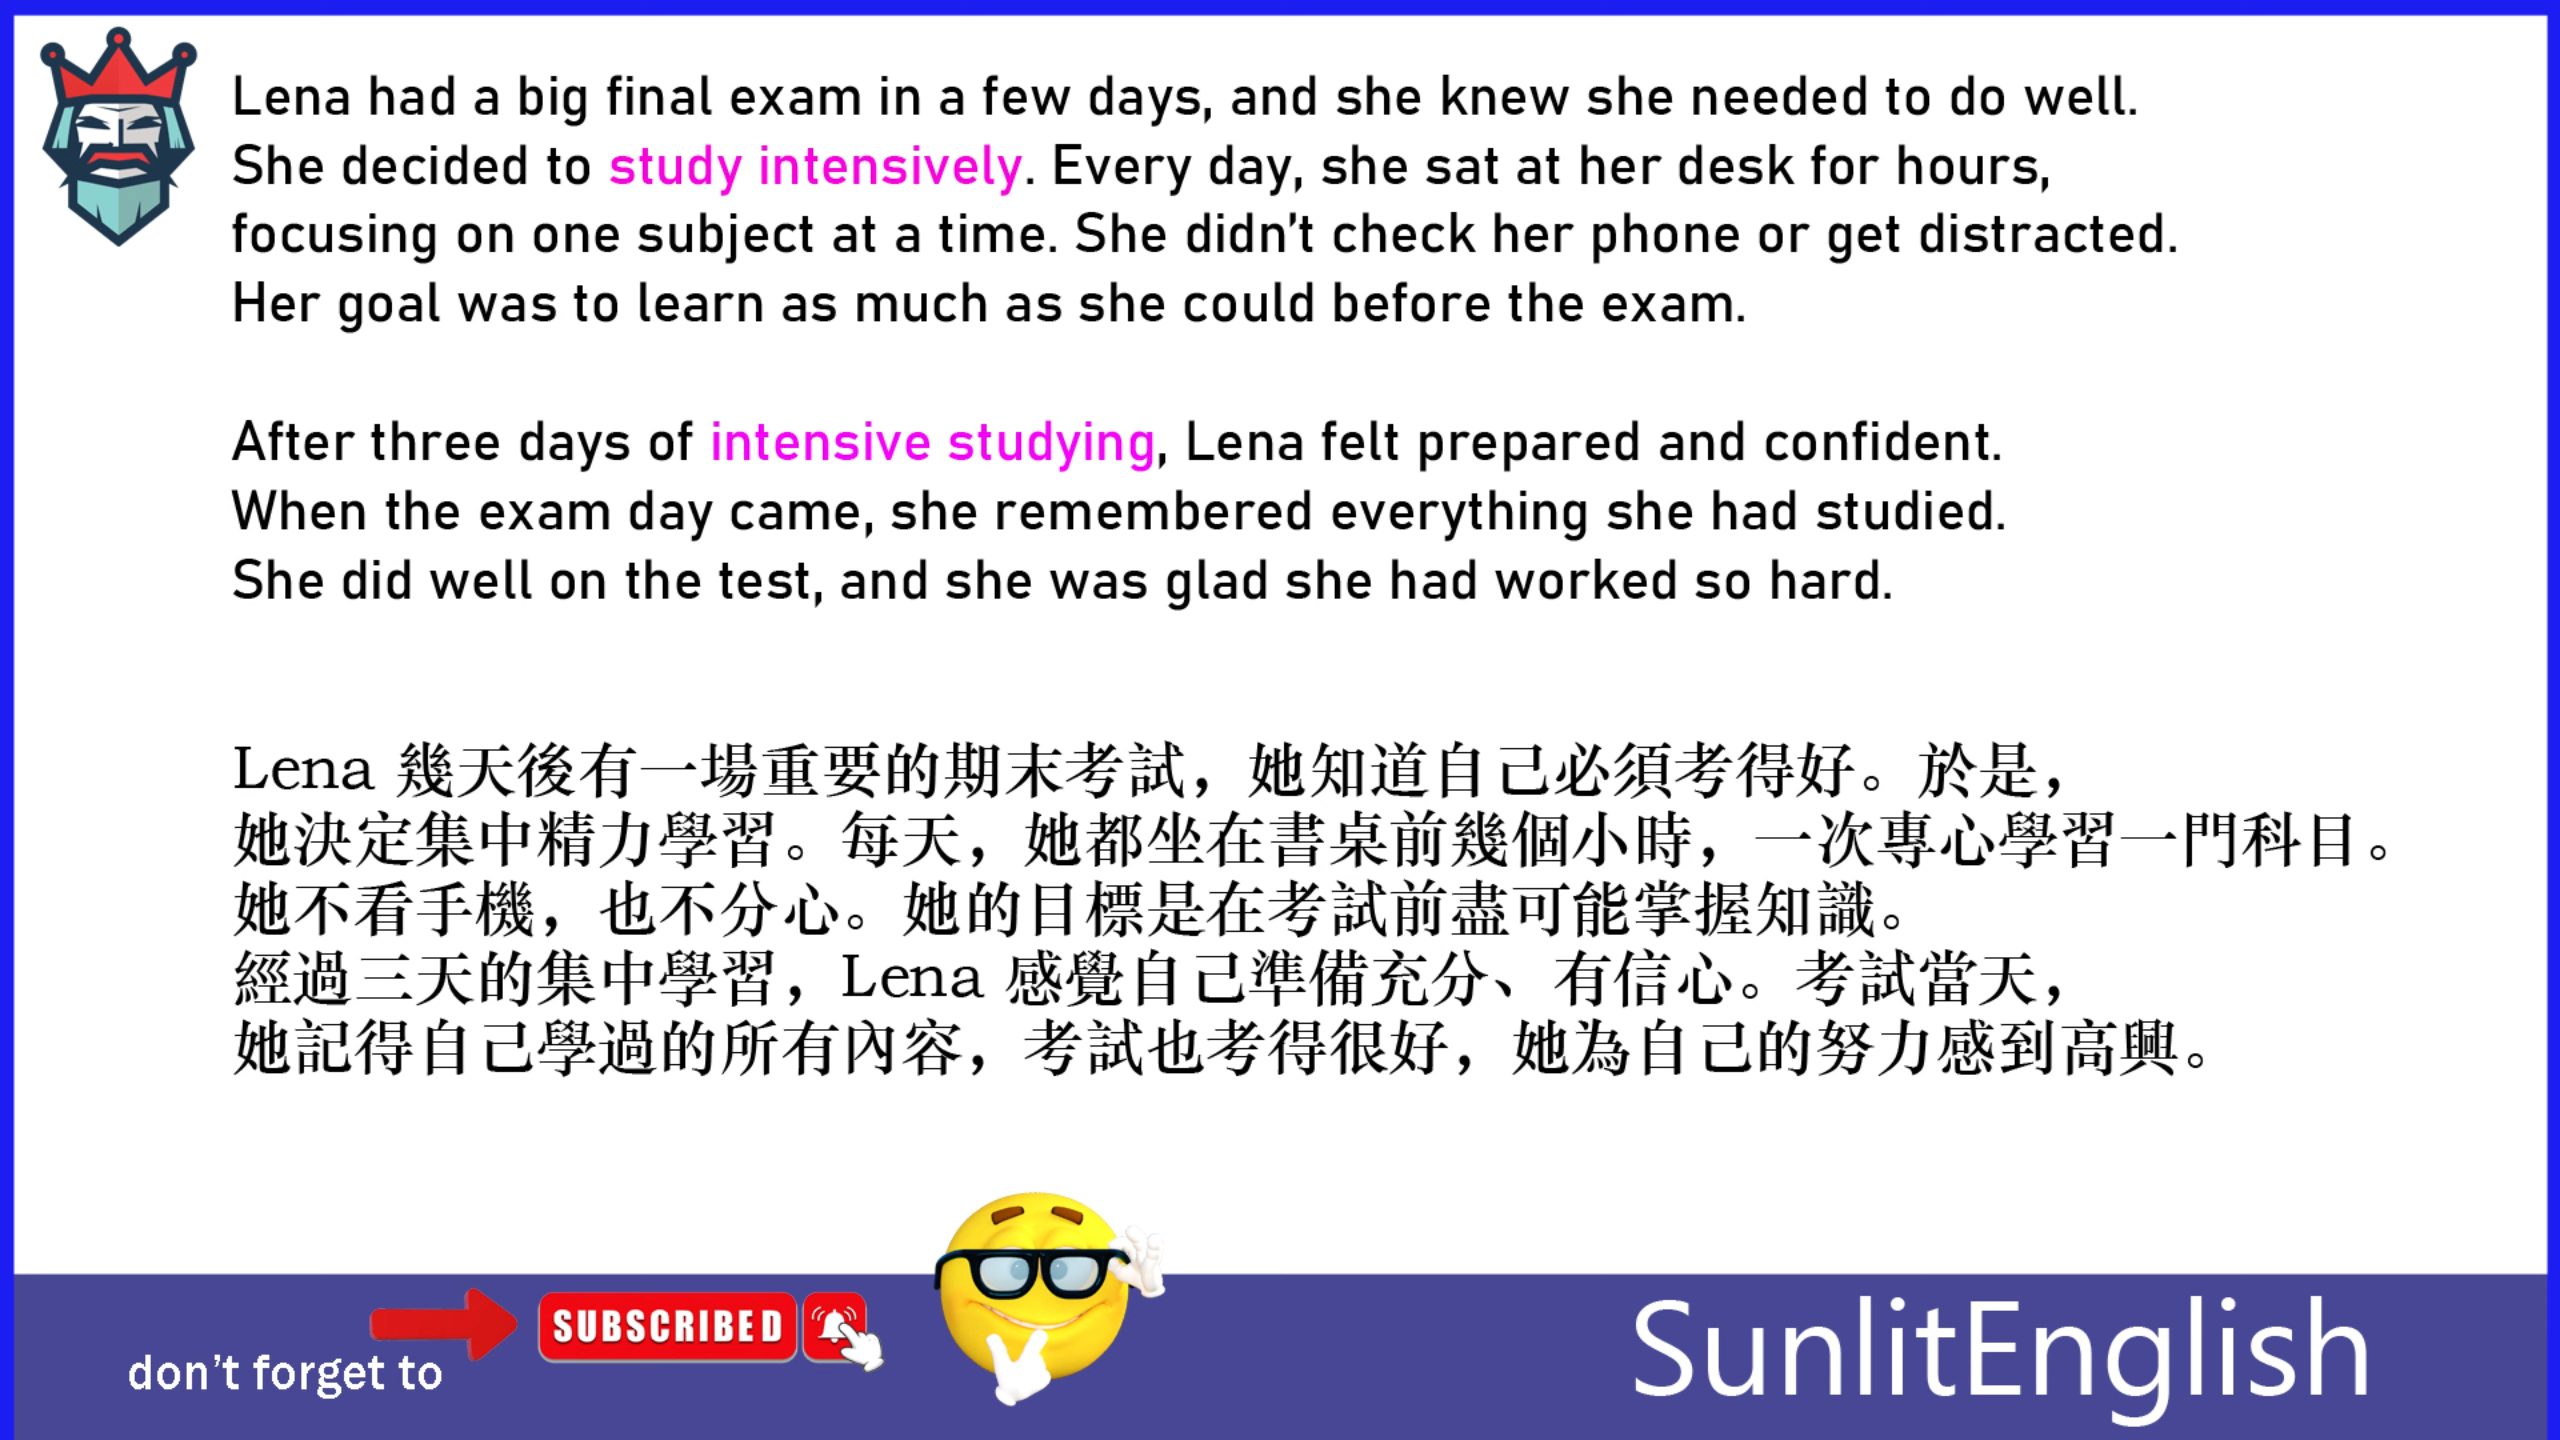 Lena had a big final exam in a few days, and she knew she needed to do well.
She decided to study intensively. Every day, she sat at her desk for hours,
focusing on one subject at a time. She didn't check her phone or get distracted.
Her goal was to learn as much as she could before the exam.
After three days of intensive studying, Lena felt prepared and confident.
When the exam day came, she remembered everything she had studied.
She did well on the test, and she was glad she had worked so hard.
Lena 幾天後有一場重要的期末考試，她知道自己必須考得好。於是，
她決定集中精力學習。每天，她都坐在書桌前幾個小時，一次專心學習一門科目。
她不看手機，也不分心。她的目標是在考試前盡可能掌握知識。
經過三天的集中學習，Lena 感覺自己準備充分、有信心。考試當天，
她記得自己學過的所有內容，考試也考得很好，她為自己的努力感到高興。
don't forget to
SUBSCRIBED
SunlitEnglish